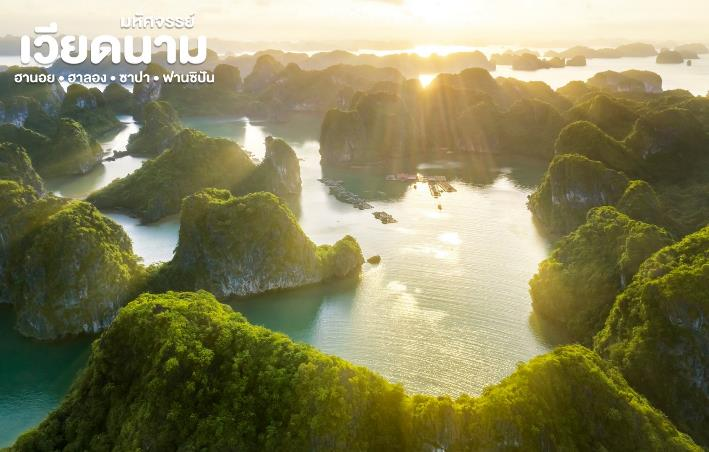 มหัศจรรย์
เวียดนาม
ฮานอย • ฮาลอง • ซาปา • ฟานซิปัน